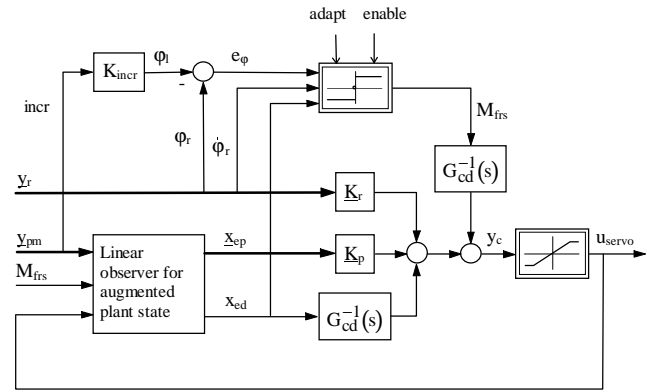 adapt enable
K_incr
φ_l
-
e_φ
incr
φ_r
φ̇_r
M_frs
y_r
K_r
G_cd^-1(s)
y_pm
M_frs
Linear
observer for
augmented
plant state
x_ep
K_p
y_c
u_servo
x_ed
G_cd^-1(s)